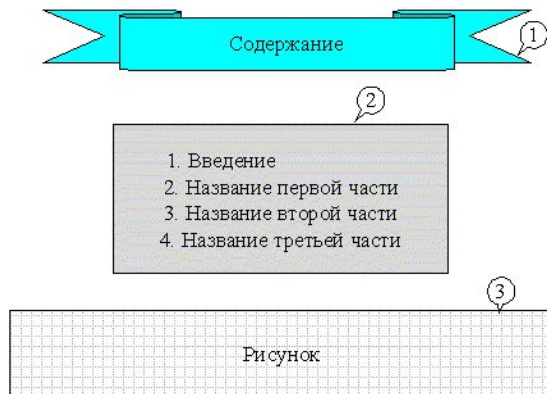 Содержание
1
2
1. Введение
2. Название первой части
3. Название второй части
4. Название третьей части
3
Рисунок